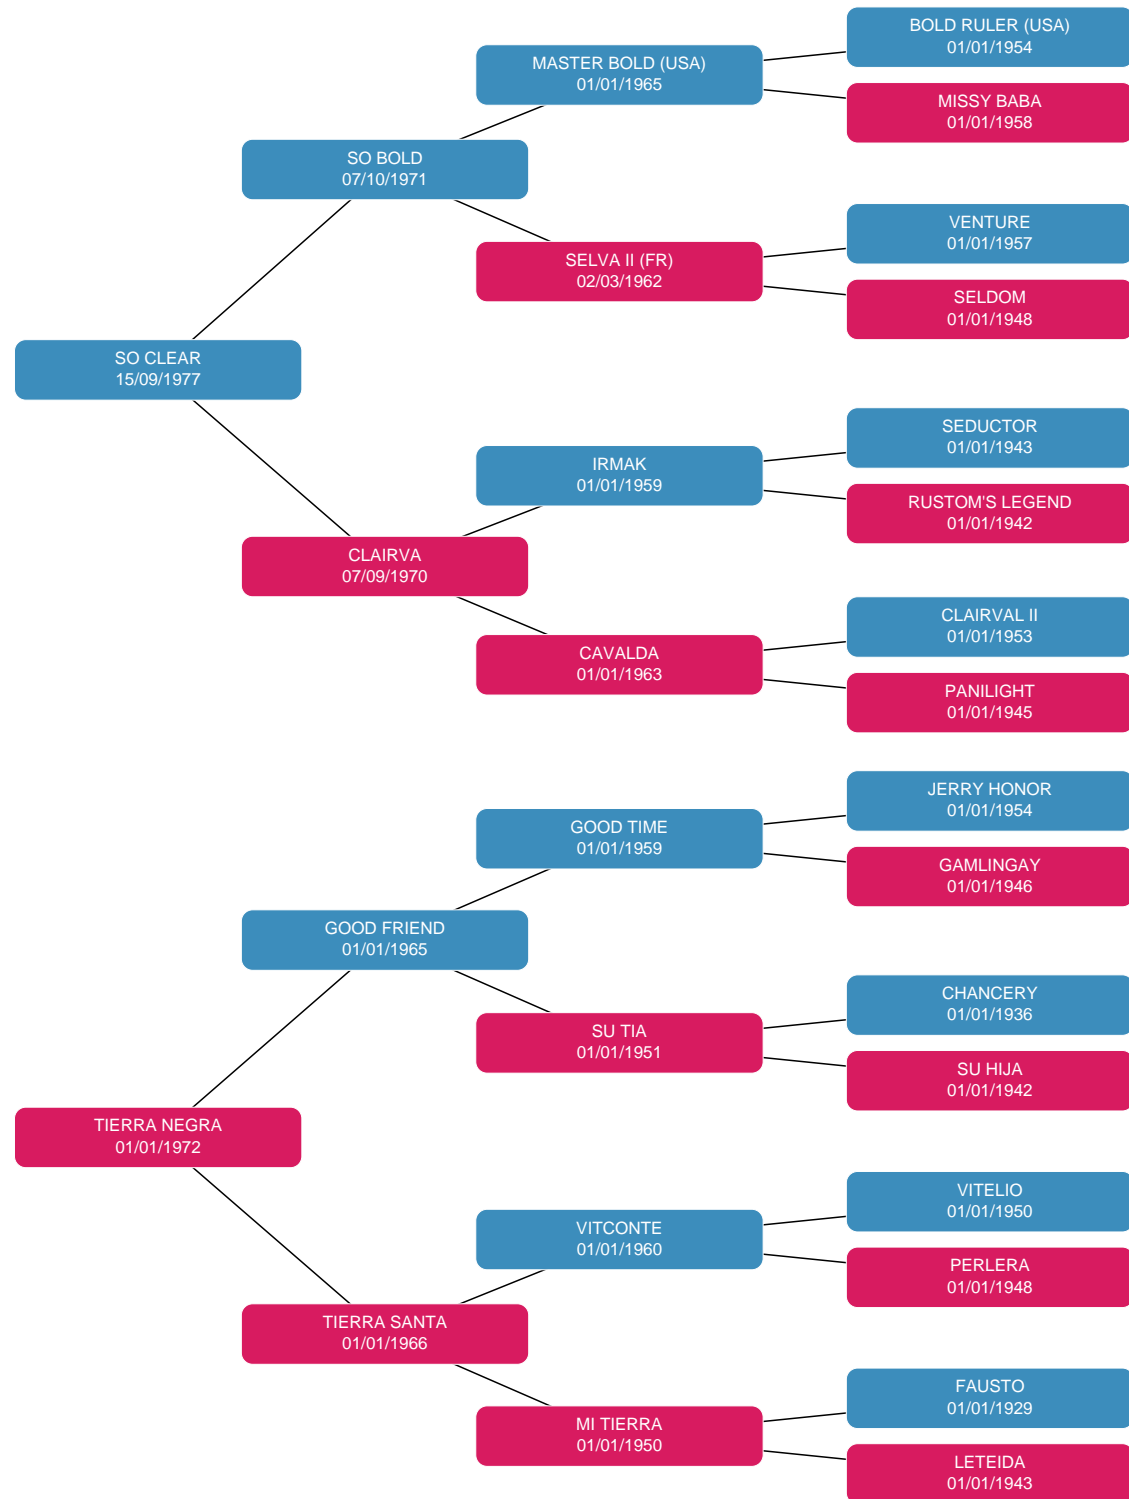 BOLD RULER (USA)
01/01/1954
MASTER BOLD (USA)
01/01/1965
MISSY BABA
01/01/1958
SO BOLD
07/10/1971
VENTURE
01/01/1957
SELVA II (FR)
02/03/1962
SELDOM
01/01/1948
SO CLEAR
15/09/1977
SEDUCTOR
01/01/1943
IRMAK
01/01/1959
RUSTOM'S LEGEND
01/01/1942
CLAIRVA
07/09/1970
CLAIRVAL II
01/01/1953
CAVALDA
01/01/1963
PANILIGHT
01/01/1945
JERRY HONOR
01/01/1954
GOOD TIME
01/01/1959
GAMLINGAY
01/01/1946
GOOD FRIEND
01/01/1965
CHANCERY
01/01/1936
SU TIA
01/01/1951
SU HIJA
01/01/1942
TIERRA NEGRA
01/01/1972
VITELIO
01/01/1950
VITCONTE
01/01/1960
PERLERA
01/01/1948
TIERRA SANTA
01/01/1966
FAUSTO
01/01/1929
MI TIERRA
01/01/1950
LETEIDA
01/01/1943